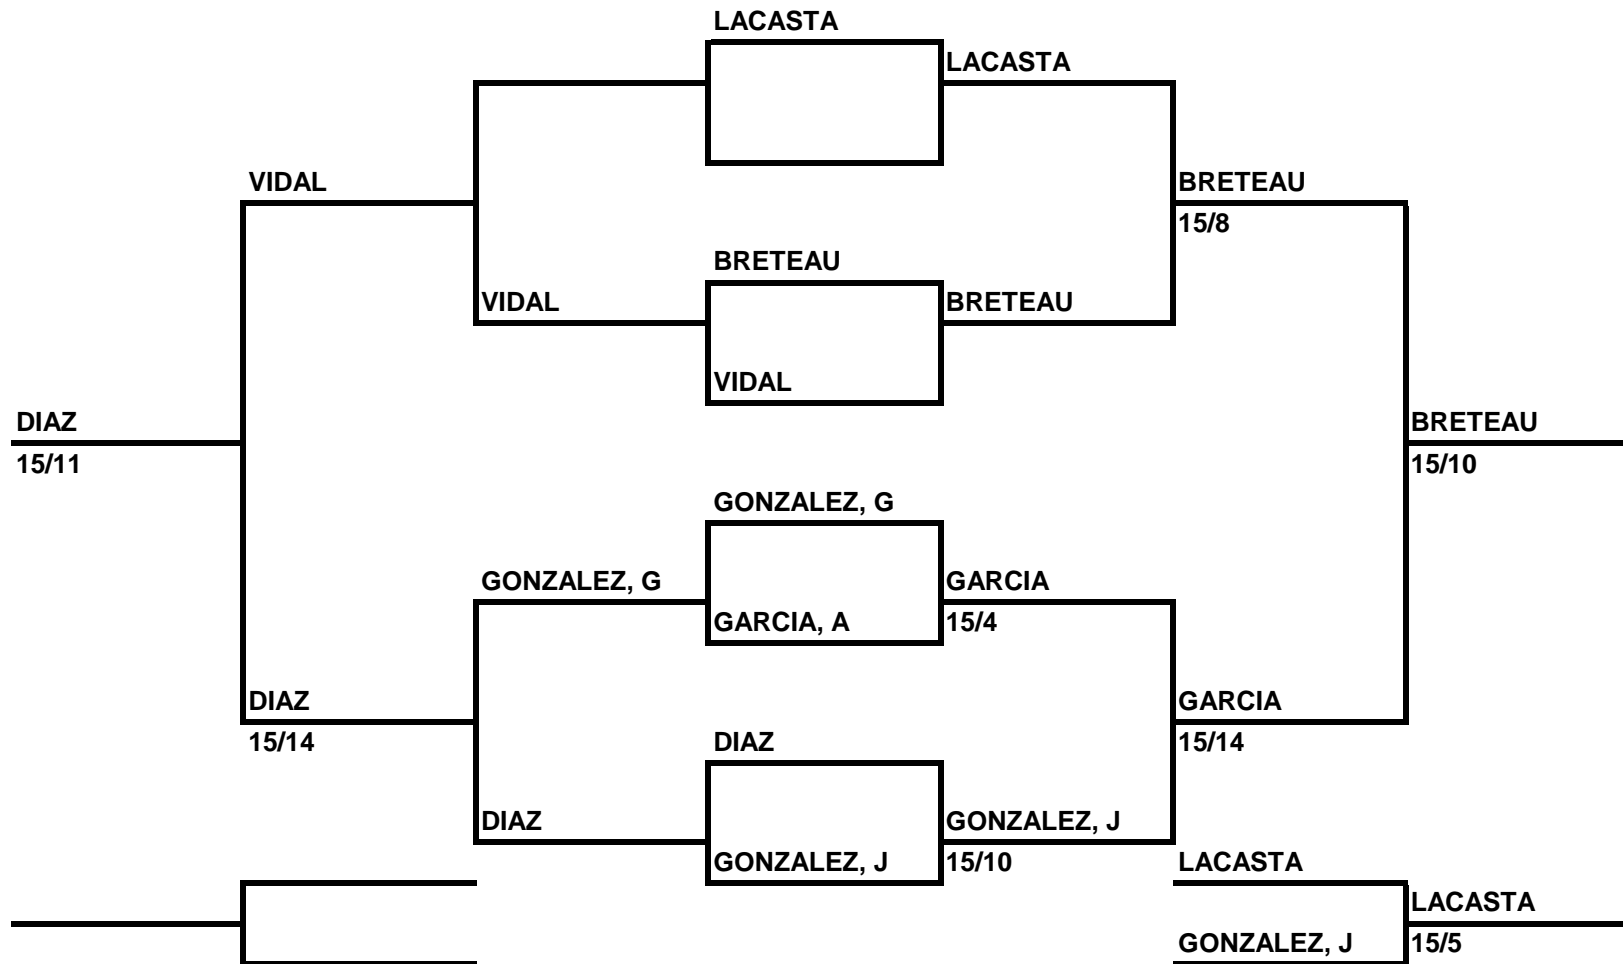 LACASTA
LACASTA
VIDAL
BRETEAU
15/8
BRETEAU
VIDAL
BRETEAU
VIDAL
DIAZ
BRETEAU
15/11
15/10
GONZALEZ, G
GONZALEZ, G
GARCIA
GARCIA, A
15/4
DIAZ
GARCIA
15/14
DIAZ
15/14
DIAZ
GONZALEZ, J
GONZALEZ, J
15/10
LACASTA
LACASTA
GONZALEZ, J
15/5